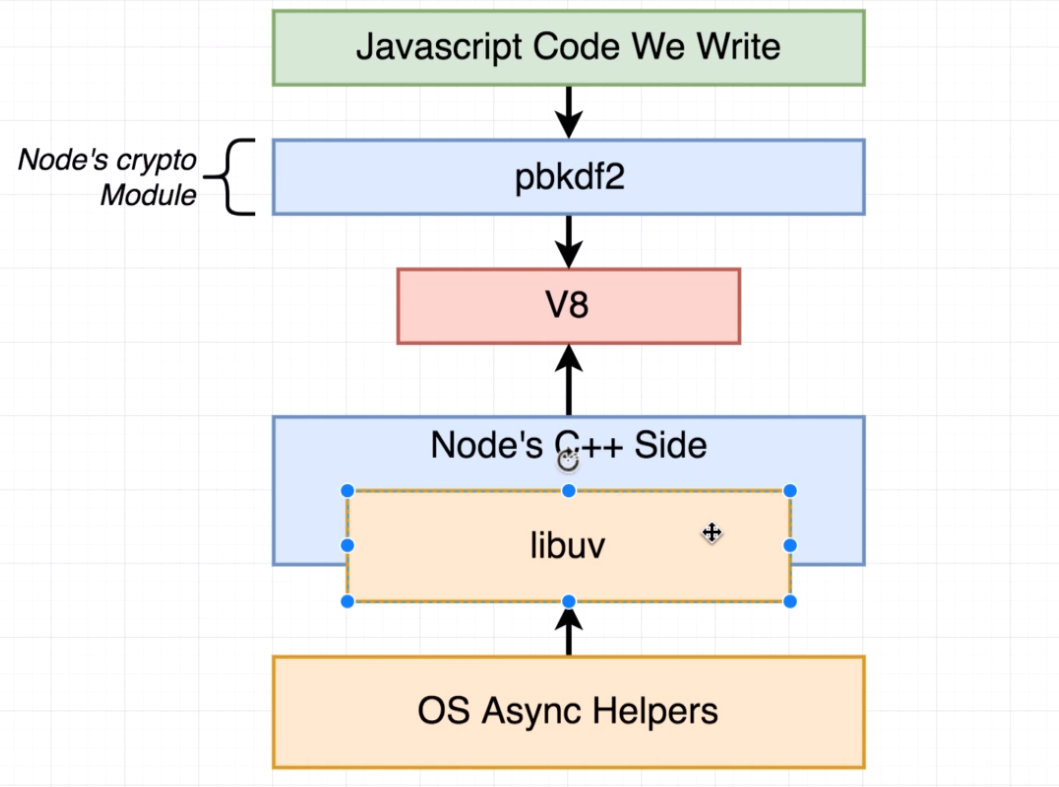 Javascript Code We Write
Node's crypto
Module
pbkdf2
V8
Node's C++ Side
libuv
OS Async Helpers